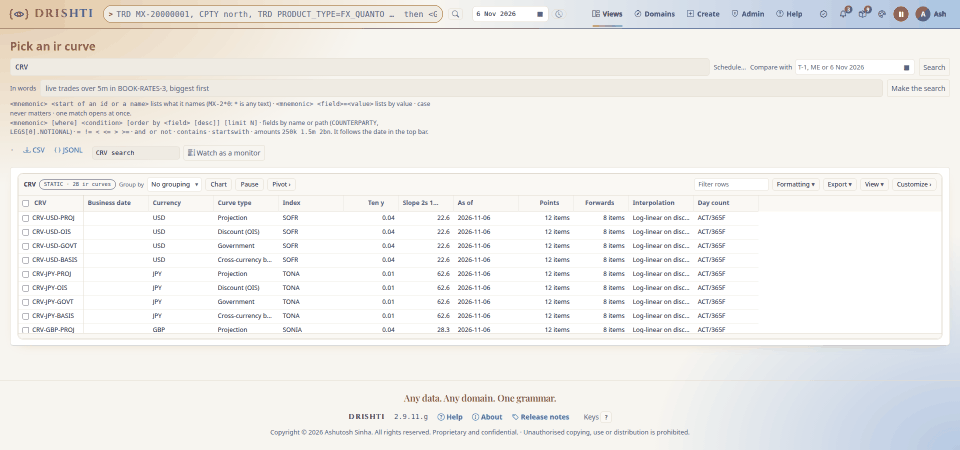 {👁} DRISHTI
> TRD MX-20000001, CPTY north, TRD PRODUCT_TYPE=FX_QUANTO … then <G
6 Nov 2026
Views
Domains
Create
Admin
Help
A Ash
Pick an ir curve
CRV
Schedule... Compare with T-1, ME or 6 Nov 2026 Search
In words live trades over 5m in BOOK-RATES-3, biggest first Make the search
<mnemonic> <start of an id or a name> lists what it names (MX-2*0: * is any text) · <mnemonic> <field>=<value> lists by value · case
never matters · one match opens at once.
<mnemonic> [where] <condition> [order by <field> [desc]] [limit N] · fields by name or path (COUNTERPARTY,
LEGS[0].NOTIONAL) · = != < <= > >= · and or not · contains · startswith · amounts 250k 1.5m 2bn. It follows the date in the top bar.
CSV { } JSONL CRV search Watch as a monitor
CRV STATIC · 28 ir curves Group by No grouping Chart Pause Pivot › Filter rows Formatting ▾ Export ▾ View ▾ Customize ›
CRV Business date Currency Curve type Index Ten y Slope 2s 1... As of Points Forwards Interpolation Day count
CRV-USD-PROJ USD Projection SOFR 0.04 22.6 2026-11-06 12 items 8 items Log-linear on disc... ACT/365F
CRV-USD-OIS USD Discount (OIS) SOFR 0.04 22.6 2026-11-06 12 items 8 items Log-linear on disc... ACT/365F
CRV-USD-GOVT USD Government SOFR 0.04 22.6 2026-11-06 12 items 8 items Log-linear on disc... ACT/365F
CRV-USD-BASIS USD Cross-currency b... SOFR 0.04 22.6 2026-11-06 12 items 8 items Log-linear on disc... ACT/365F
CRV-JPY-PROJ JPY Projection TONA 0.01 62.6 2026-11-06 12 items 8 items Log-linear on disc... ACT/365F
CRV-JPY-OIS JPY Discount (OIS) TONA 0.01 62.6 2026-11-06 12 items 8 items Log-linear on disc... ACT/365F
CRV-JPY-GOVT JPY Government TONA 0.01 62.6 2026-11-06 12 items 8 items Log-linear on disc... ACT/365F
CRV-JPY-BASIS JPY Cross-currency b... TONA 0.01 62.6 2026-11-06 12 items 8 items Log-linear on disc... ACT/365F
CRV-GBP-PROJ GBP Projection SONIA 0.04 28.3 2026-11-06 12 items 8 items Log-linear on disc... ACT/365F
Any data. Any domain. One grammar.
DRISHTI 2.9.11.g Help About Release notes Keys ?
Copyright © 2026 Ashutosh Sinha. All rights reserved. Proprietary and confidential. · Unauthorised copying, use or distribution is prohibited.